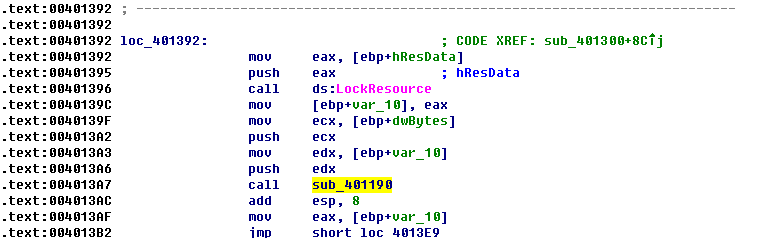 .text:00401392 ; ---------------------------------------------------------------------------
.text:00401392
.text:00401392 loc_401392:                             ; CODE XREF: sub_401300+8C↑j
.text:00401392                 mov     eax, [ebp+hResData]
.text:00401395                 push    eax             ; hResData
.text:00401396                 call    ds:LockResource
.text:0040139C                 mov     [ebp+var_10], eax
.text:0040139F                 mov     ecx, [ebp+dwBytes]
.text:004013A2                 push    ecx
.text:004013A3                 mov     edx, [ebp+var_10]
.text:004013A6                 push    edx
.text:004013A7                 call    sub_401190
.text:004013AC                 add     esp, 8
.text:004013AF                 mov     eax, [ebp+var_10]
.text:004013B2                 jmp     short loc_4013E9